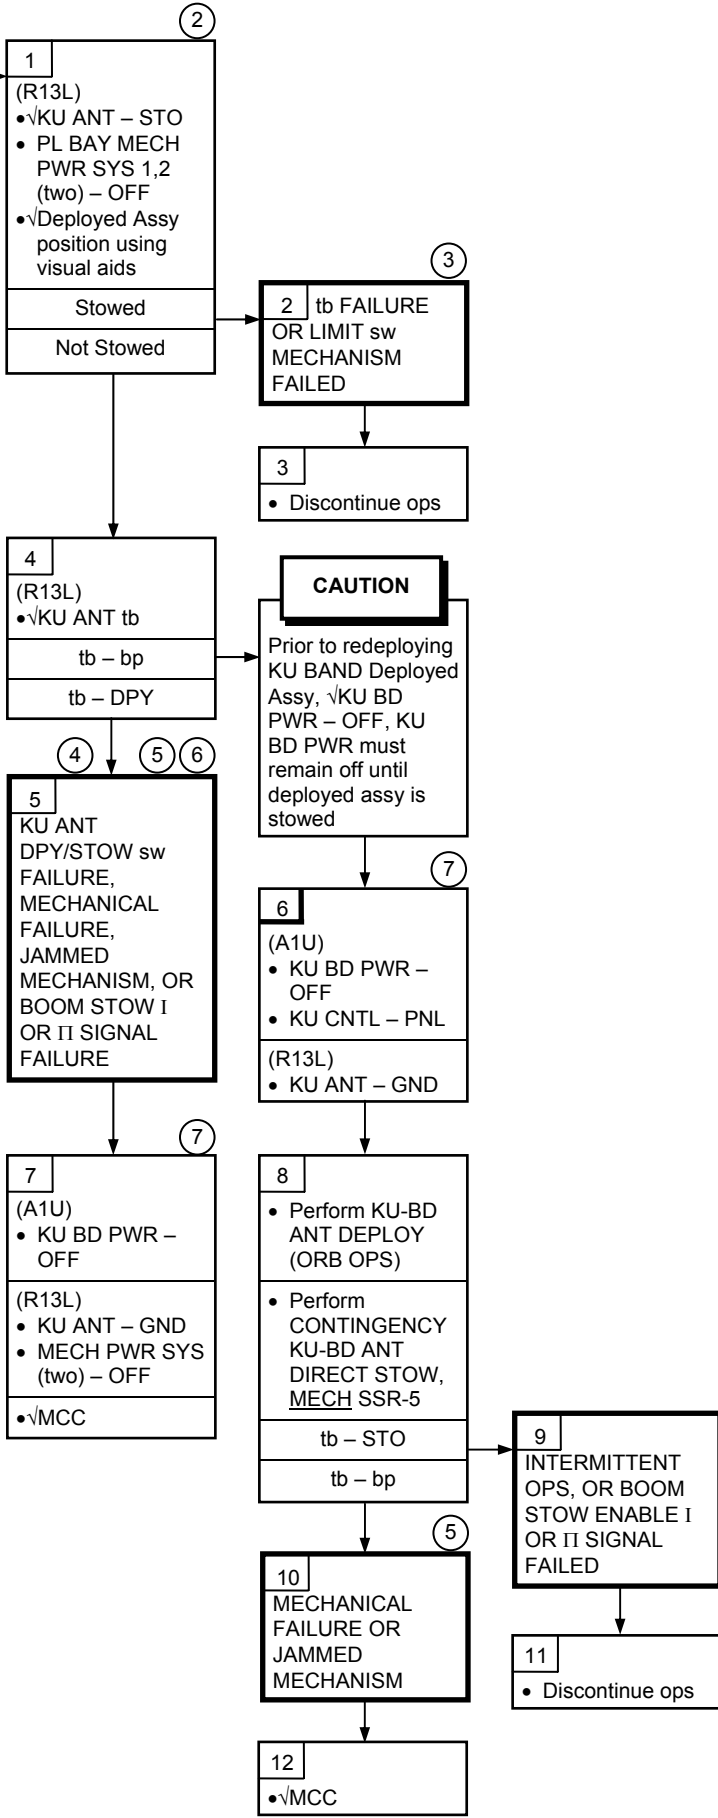 2
1
(R13L)
•√KU ANT – STO
• PL BAY MECH
PWR SYS 1,2
(two) – OFF
•√Deployed Assy
position using
visual aids
Stowed
Not Stowed
3
2 tb FAILURE
OR LIMIT sw
MECHANISM
FAILED
3
• Discontinue ops
4
(R13L)
•√KU ANT tb
tb – bp
tb – DPY
CAUTION
Prior to redeploying
KU BAND Deployed
Assy, √KU BD
PWR – OFF, KU
BD PWR must
remain off until
deployed assy is
stowed
4 5 6
5
KU ANT
DPY/STOW sw
FAILURE,
MECHANICAL
FAILURE,
JAMMED
MECHANISM, OR
BOOM STOW I
OR Π SIGNAL
FAILURE
7
6
(A1U)
• KU BD PWR –
OFF
• KU CNTL – PNL
(R13L)
• KU ANT – GND
7
7
(A1U)
• KU BD PWR –
OFF
(R13L)
• KU ANT – GND
• MECH PWR SYS
(two) – OFF
•√MCC
8
• Perform KU-BD
ANT DEPLOY
(ORB OPS)
• Perform
CONTINGENCY
KU-BD ANT
DIRECT STOW,
MECH SSR-5
tb – STO
tb – bp
9
INTERMITTENT
OPS, OR BOOM
STOW ENABLE I
OR Π SIGNAL
FAILED
5
10
MECHANICAL
FAILURE OR
JAMMED
MECHANISM
11
• Discontinue ops
12
•√MCC